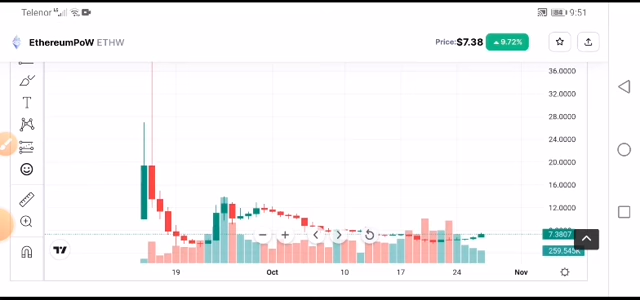 Telenor 9:51
EthereumPoW ETHW Price:$7.38 9.72%
36.0000
32.0000
28.0000
24.0000
20.0000
16.0000
12.0000
7.3807
259.545K
19 Oct 10 17 24 Nov